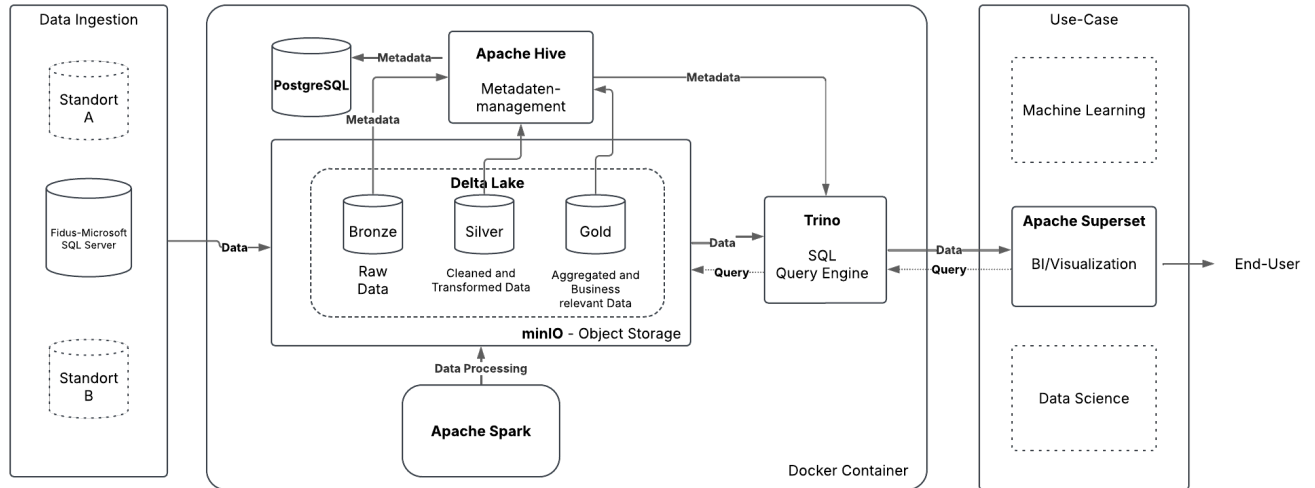 Data Ingestion
Standort
A
Fidus-Microsoft
SQL Server
Standort
B
PostgreSQL
Metadata
Apache Hive
Metadaten-
management
Metadata
Metadata
Data
Delta Lake
Bronze
Silver
Gold
Raw
Data
Cleaned and
Transformed Data
Aggregated and
Business
relevant Data
minIO - Object Storage
Data Processing
Apache Spark
Data
Query
Trino
SQL
Query Engine
Data
Query
Docker Container
Use-Case
Machine Learning
Apache Superset
BI/Visualization
Data Science
End-User